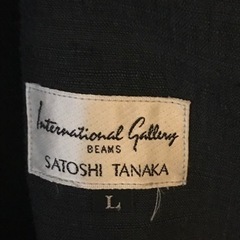 International Gallery
BEAMS
SATOSHI TANAKA
L